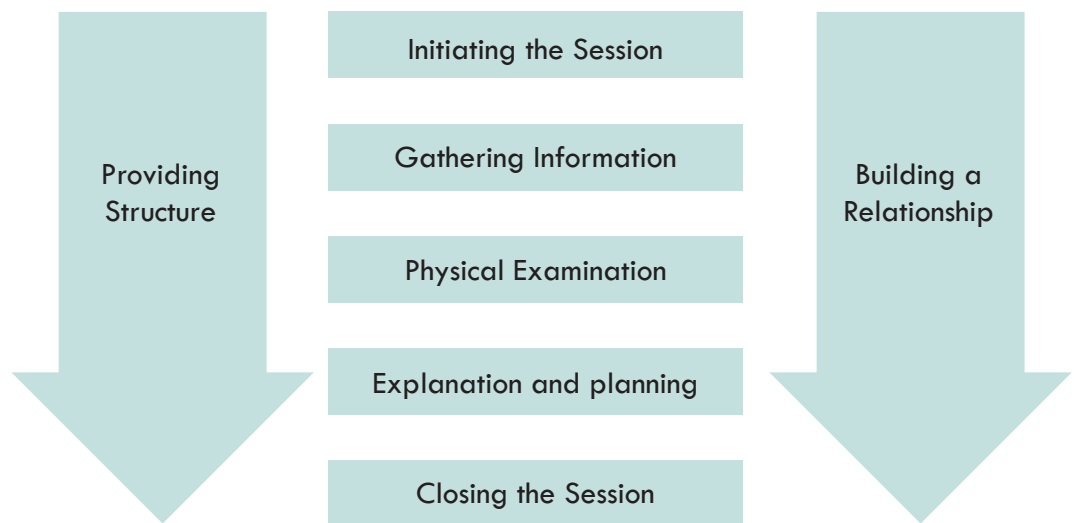 Initiating the Session
Gathering Information
Providing
Structure
Building a
Relationship
Physical Examination
Explanation and planning
Closing the Session